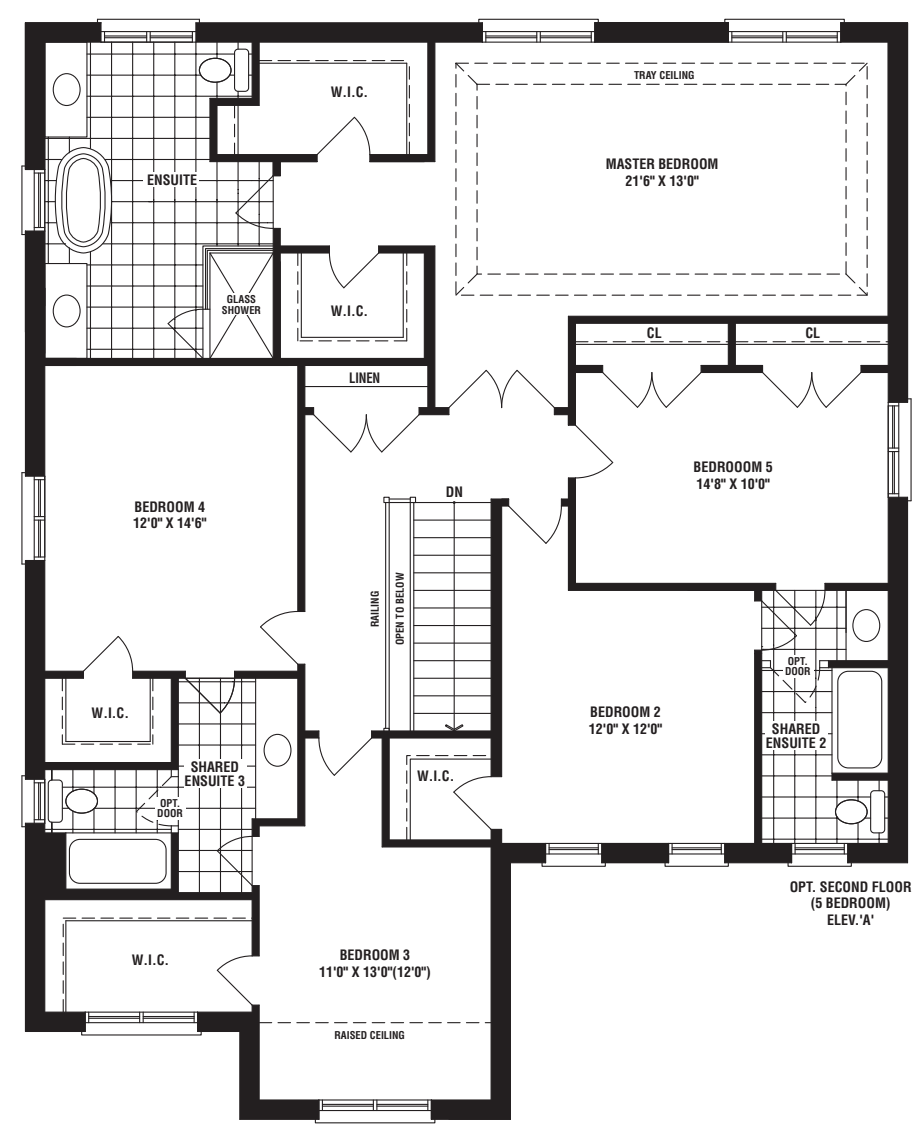 TRAY CEILING
W.I.C.
MASTER BEDROOM
21'6" X 13'0"
ENSUITE
GLASS
SHOWER
W.I.C.
CL
CL
LINEN
BEDROOOM 5
14'8" X 10'0"
DN
BEDROOM 4
12'0" X 14'6"
RAILING
OPEN TO BELOW
OPT.
DOOR
W.I.C.
BEDROOM 2
12'0" X 12'0"
SHARED
ENSUITE 2
SHARED
ENSUITE 3
W.I.C.
OPT.
DOOR
OPT. SECOND FLOOR
(5 BEDROOM)
ELEV.'A'
W.I.C.
BEDROOM 3
11'0" X 13'0"(12'0")
RAISED CEILING